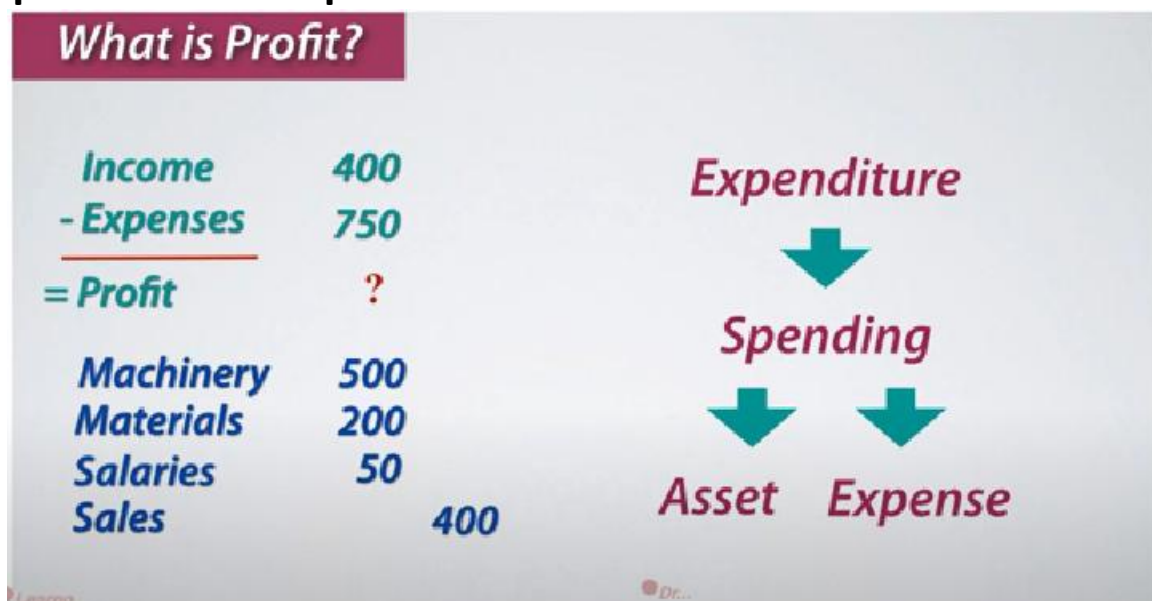 What is Profit?
Income 400
- Expenses 750
= Profit ?
Machinery 500
Materials 200
Salaries 50
Sales 400
Expenditure
Spending
Asset Expense
Dr...